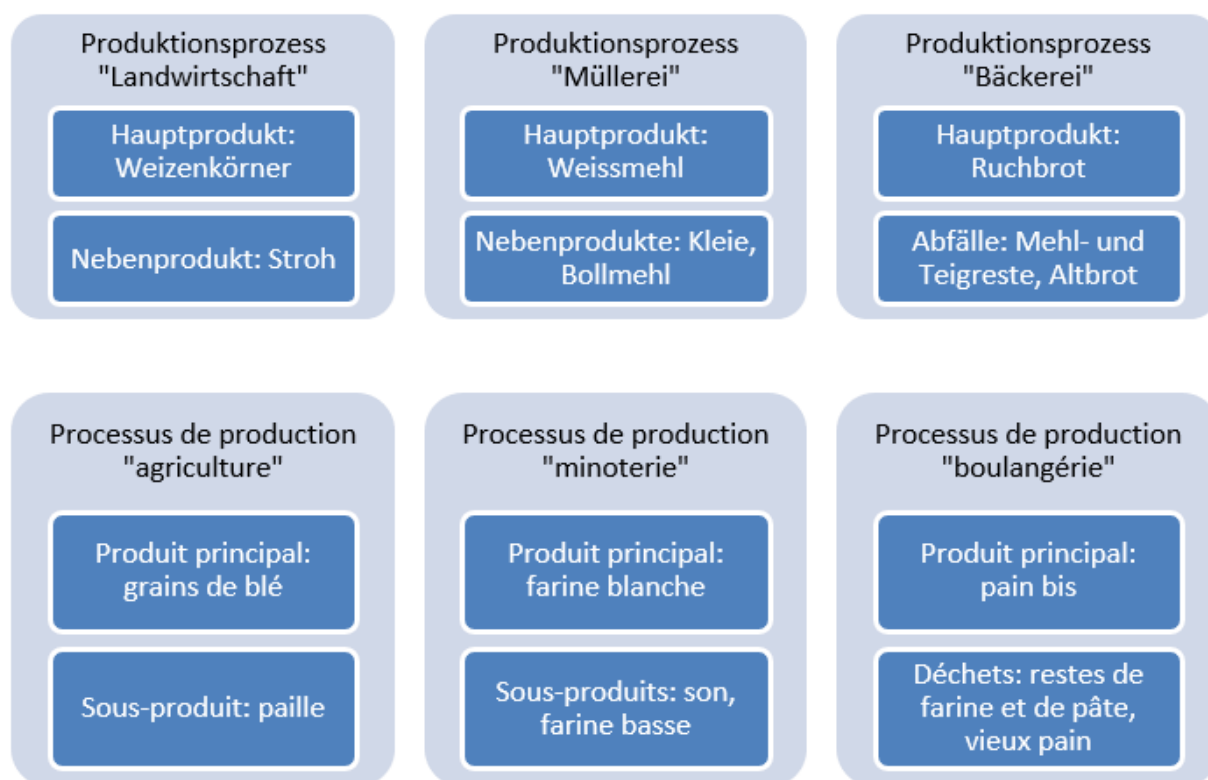 Produktionsprozess
"Landwirtschaft"
Hauptprodukt:
Weizenkörner
Nebenprodukt: Stroh
Produktionsprozess
"Müllerei"
Hauptprodukt:
Weissmehl
Nebenprodukte: Kleie,
Bollmehl
Produktionsprozess
"Bäckerei"
Hauptprodukt:
Ruchbrot
Abfälle: Mehl- und
Teigreste, Altbrot
Processus de production
"agriculture"
Produit principal:
grains de blé
Sous-produit: paille
Processus de production
"minoterie"
Produit principal:
farine blanche
Sous-produits: son,
farine basse
Processus de production
"boulangérie"
Produit principal:
pain bis
Déchets: restes de
farine et de pâte,
vieux pain